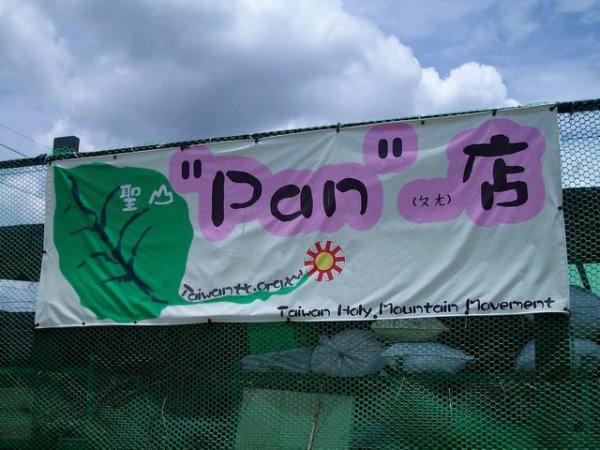 聖山 "Pan" (ㄆㄤ) 店
Taiwantt.org.tw
Taiwan Holy Mountain Movement